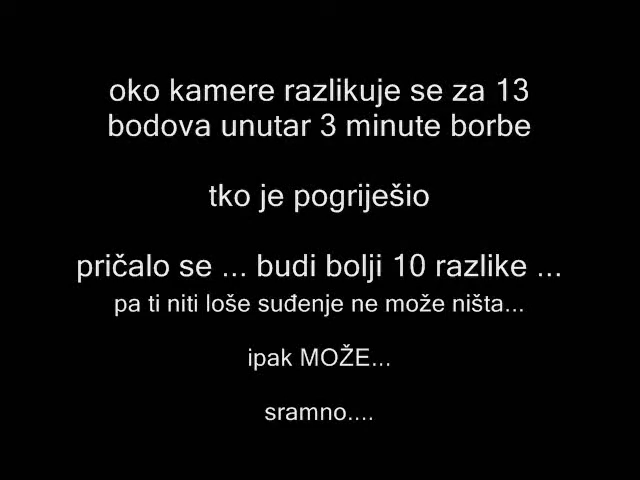 oko kamere razlikuje se za 13
bodova unutar 3 minute borbe
tko je pogriješio
pričalo se ... budi bolji 10 razlike ...
pa ti niti loše suđenje ne može ništa...
ipak MOŽE...
sramno....